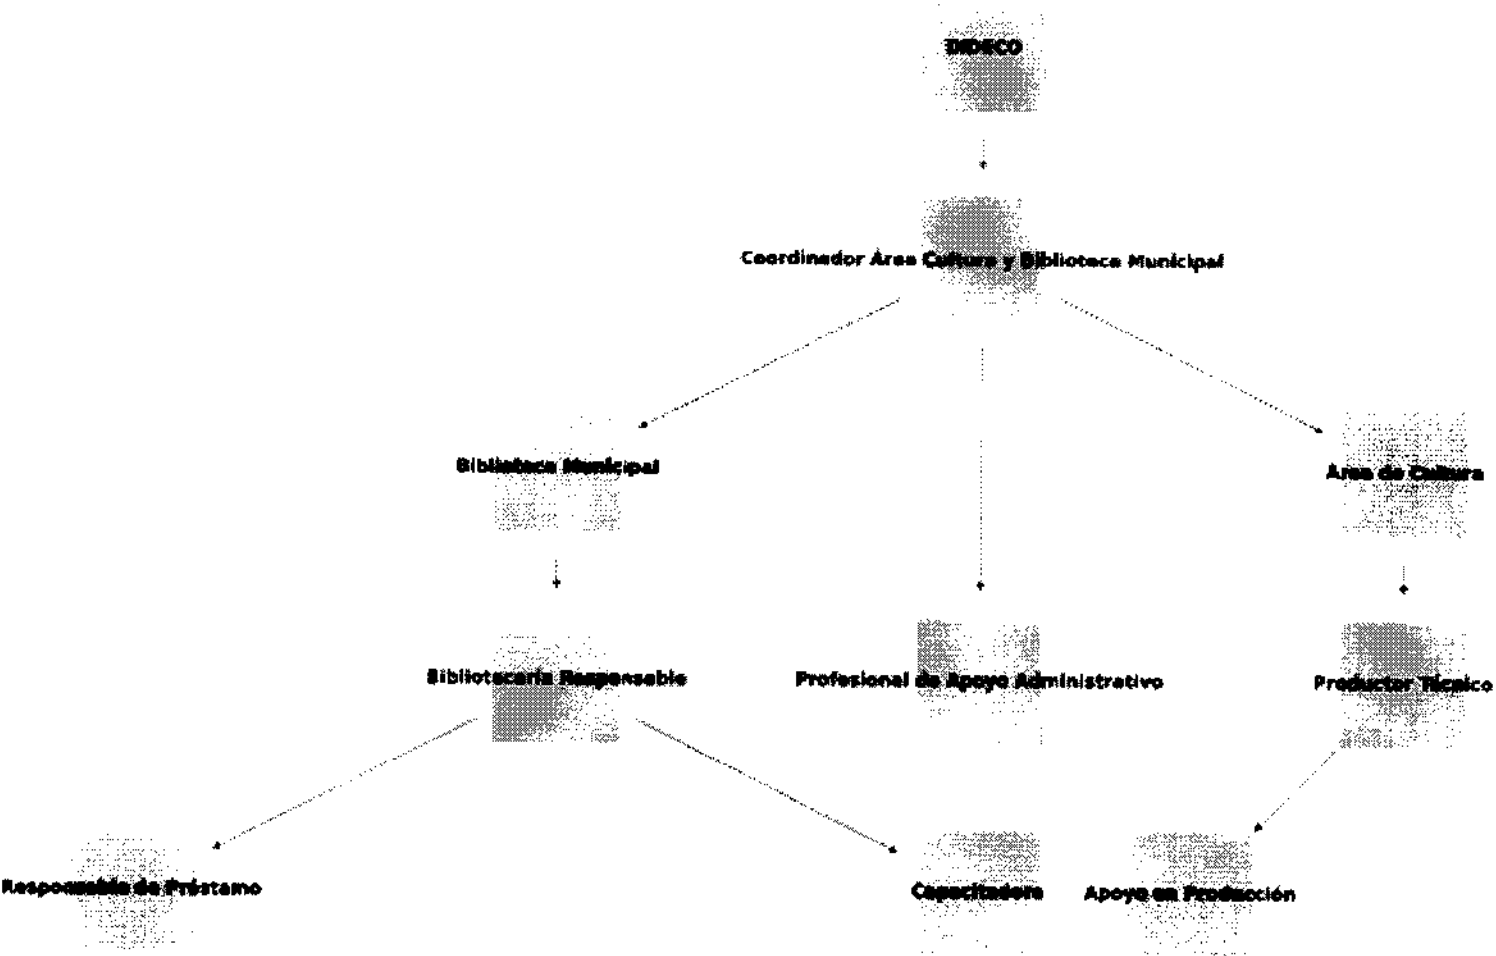 DIDECO
Coordinador Área Cultura y Biblioteca Municipal
Biblioteca Municipal
Área de Cultura
Bibliotecaria Responsable
Profesional de Apoyo Administrativo
Productor Técnico
Responsable de Préstamo
Capacitadora
Apoyo en Producción